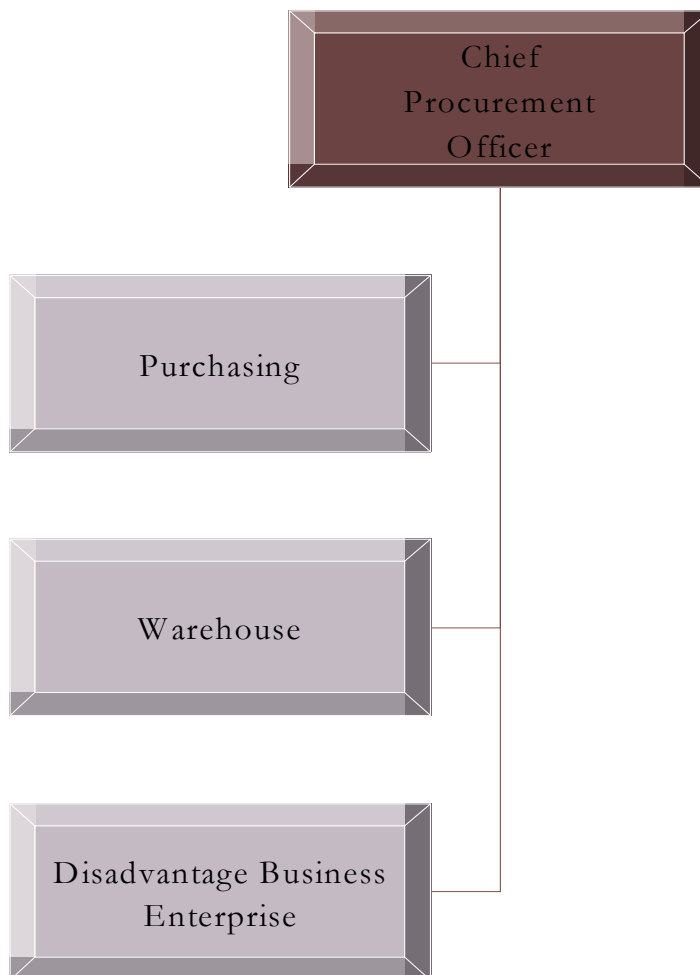 Chief
Procurement
Officer
Purchasing
Warehouse
Disadvantage Business
Enterprise